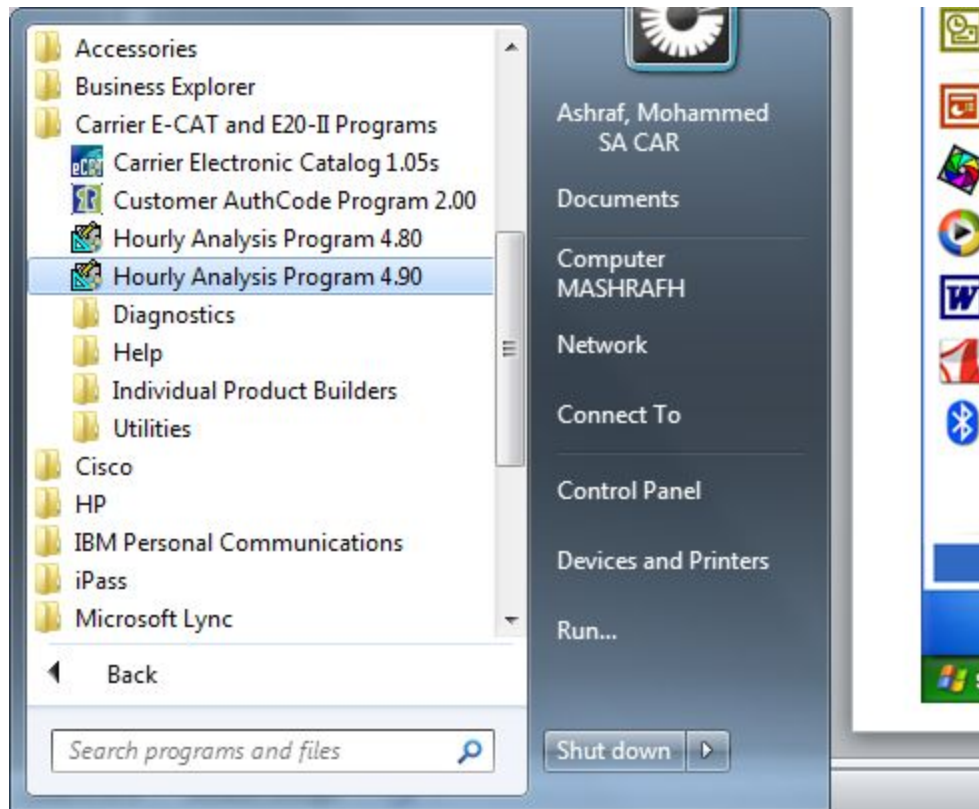 Accessories
Business Explorer
Carrier E-CAT and E20-II Programs
Carrier Electronic Catalog 1.05s
Customer AuthCode Program 2.00
Hourly Analysis Program 4.80
Hourly Analysis Program 4.90
Diagnostics
Help
Individual Product Builders
Utilities
Cisco
HP
IBM Personal Communications
iPass
Microsoft Lync
Back
Search programs and files
Ashraf, Mohammed
SA CAR
Documents
Computer
MASHRAFH
Network
Connect To
Control Panel
Devices and Printers
Run...
Shut down
W